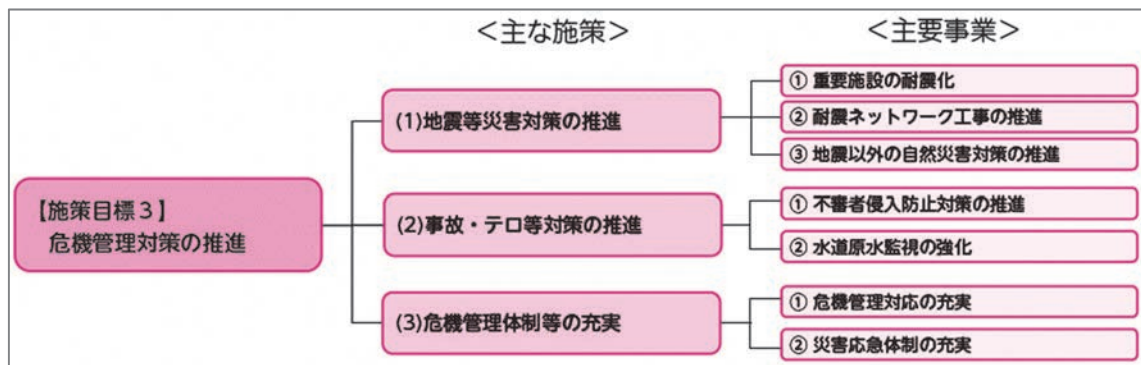 ＜主な施策＞
＜主要事業＞
【施策目標３】
危機管理対策の推進
(1)地震等災害対策の推進
① 重要施設の耐震化
② 耐震ネットワーク工事の推進
③ 地震以外の自然災害対策の推進
(2)事故・テロ等対策の推進
① 不審者侵入防止対策の推進
② 水道原水監視の強化
(3)危機管理体制等の充実
① 危機管理対応の充実
② 災害応急体制の充実